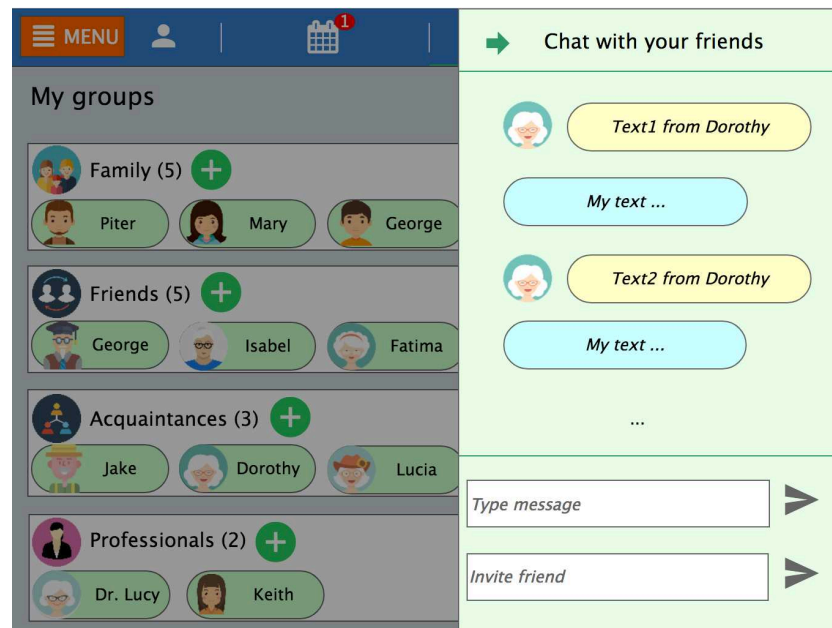 MENU
1
My groups
Family (5)
Piter
Mary
George
Friends (5)
George
Isabel
Fatima
Acquaintances (3)
Jake
Dorothy
Lucia
Professionals (2)
Dr. Lucy
Keith
Chat with your friends
Text1 from Dorothy
My text ...
Text2 from Dorothy
My text ...
...
Type message
Invite friend